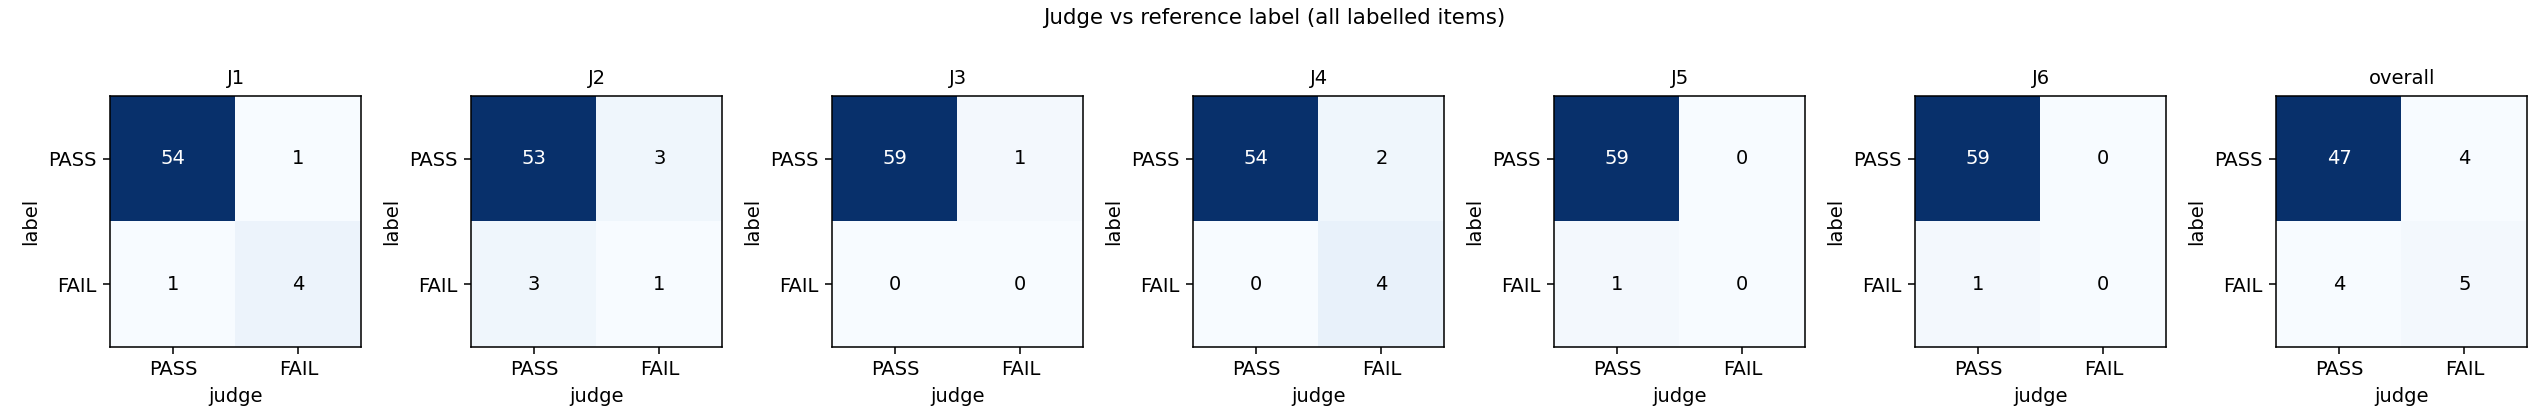 Judge vs reference label (all labelled items)
J1
J2
J3
J4
J5
J6
overall
PASS 54 1
FAIL 1 4
label
PASS FAIL
judge
PASS 53 3
FAIL 3 1
label
PASS FAIL
judge
PASS 59 1
FAIL 0 0
label
PASS FAIL
judge
PASS 54 2
FAIL 0 4
label
PASS FAIL
judge
PASS 59 0
FAIL 1 0
label
PASS FAIL
judge
PASS 59 0
FAIL 1 0
label
PASS FAIL
judge
PASS 47 4
FAIL 4 5
label
PASS FAIL
judge